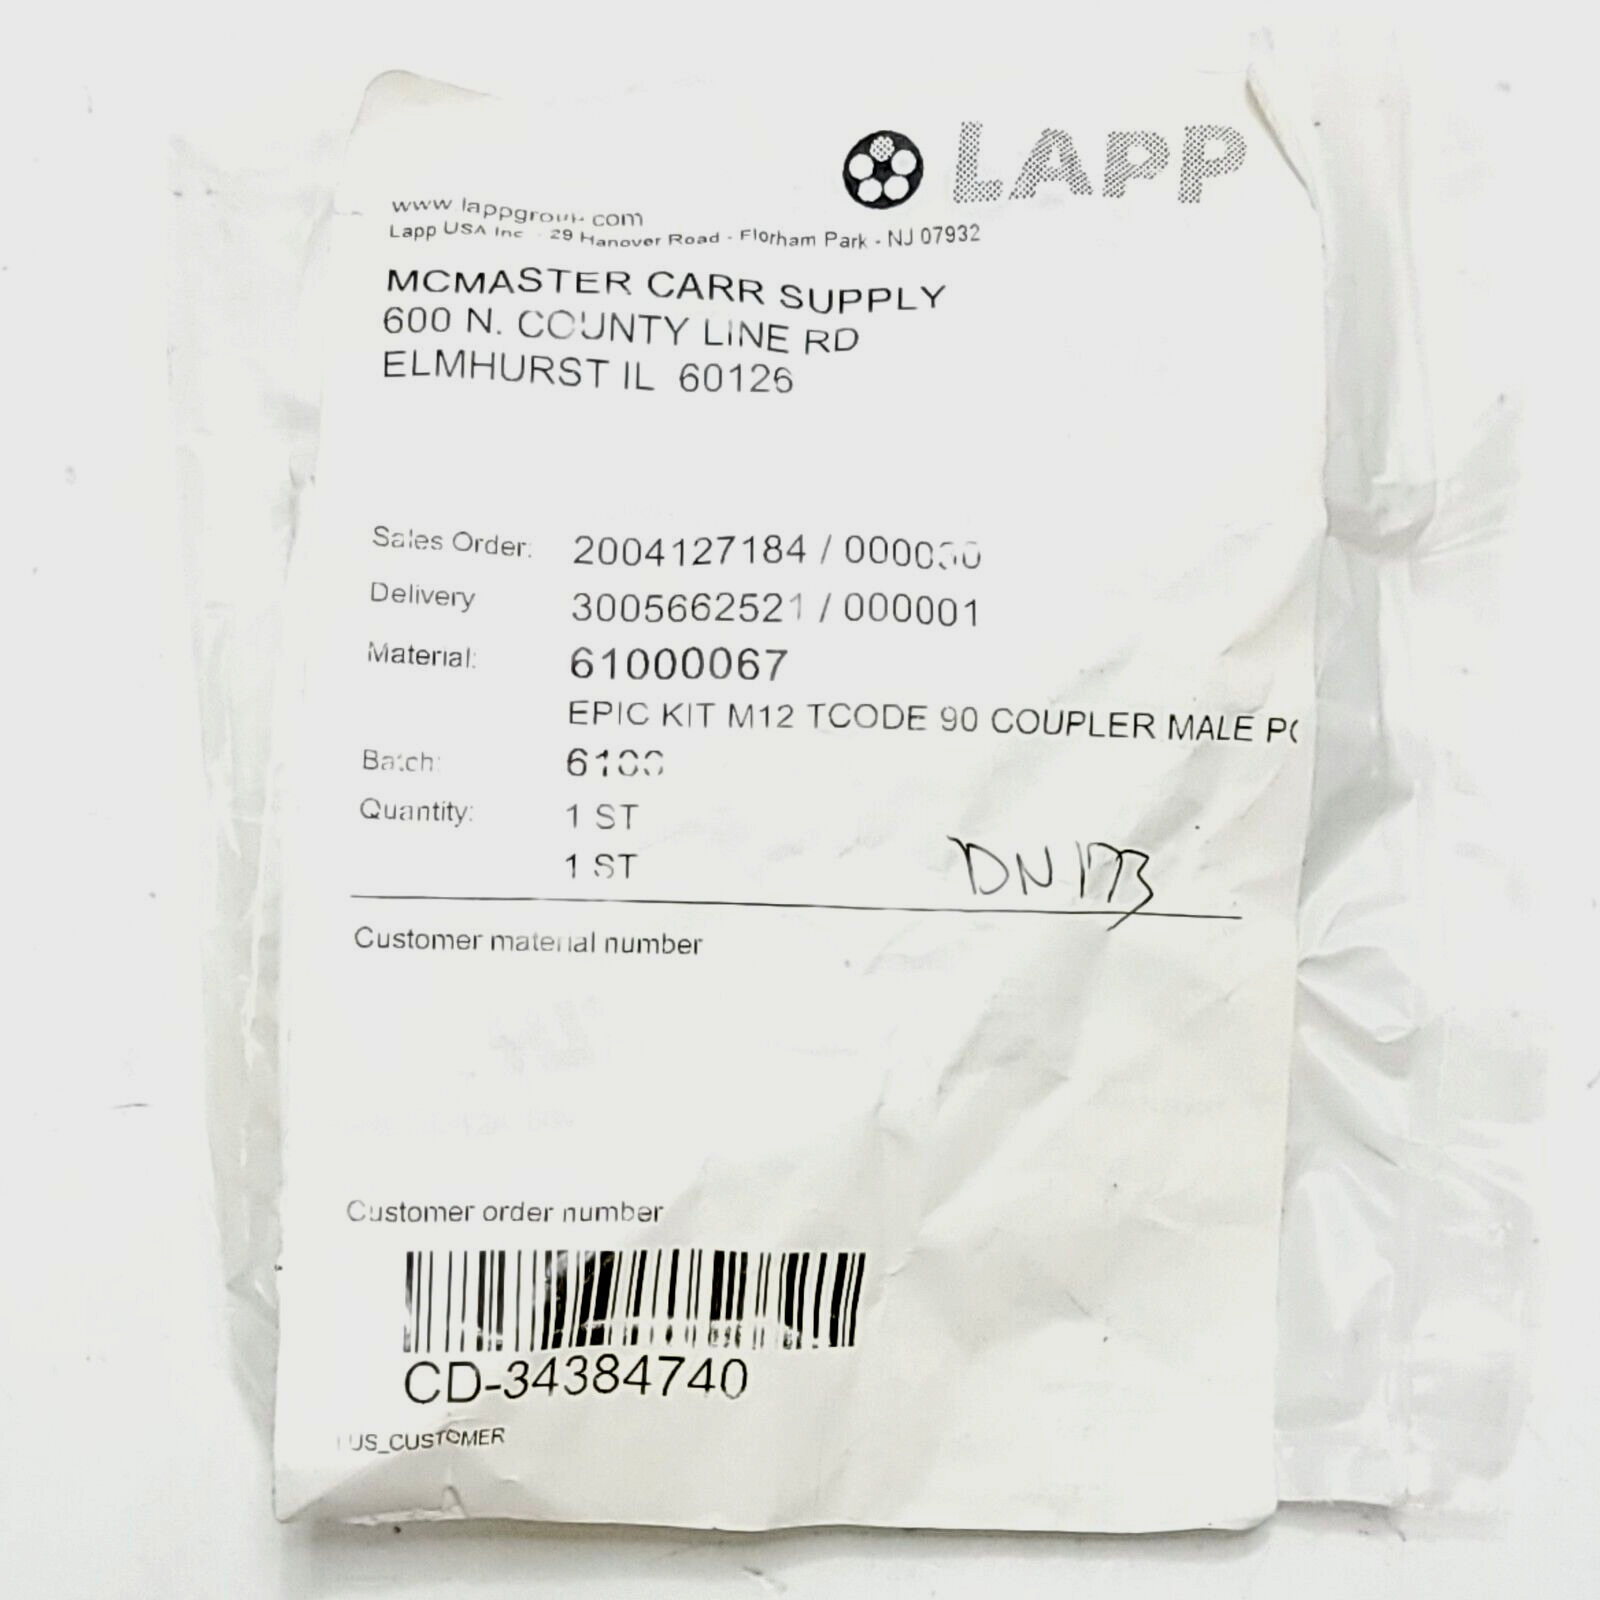 LAPP
www.lappgroup.com
Lapp USA Inc - 29 Hanover Road - Florham Park - NJ 07932
MCMASTER CARR SUPPLY
600 N. COUNTY LINE RD
ELMHURST IL 60126
Sales Order: 2004127184 /
Delivery 3005662521 / 000001
Material: 61000067
EPIC KIT M12 TCODE 90 COUPLER MALE
Batch:
Quantity: 1 ST
1 ST
DN 173
Customer material number
Customer order number
CD-34384740
US_CUSTOMER